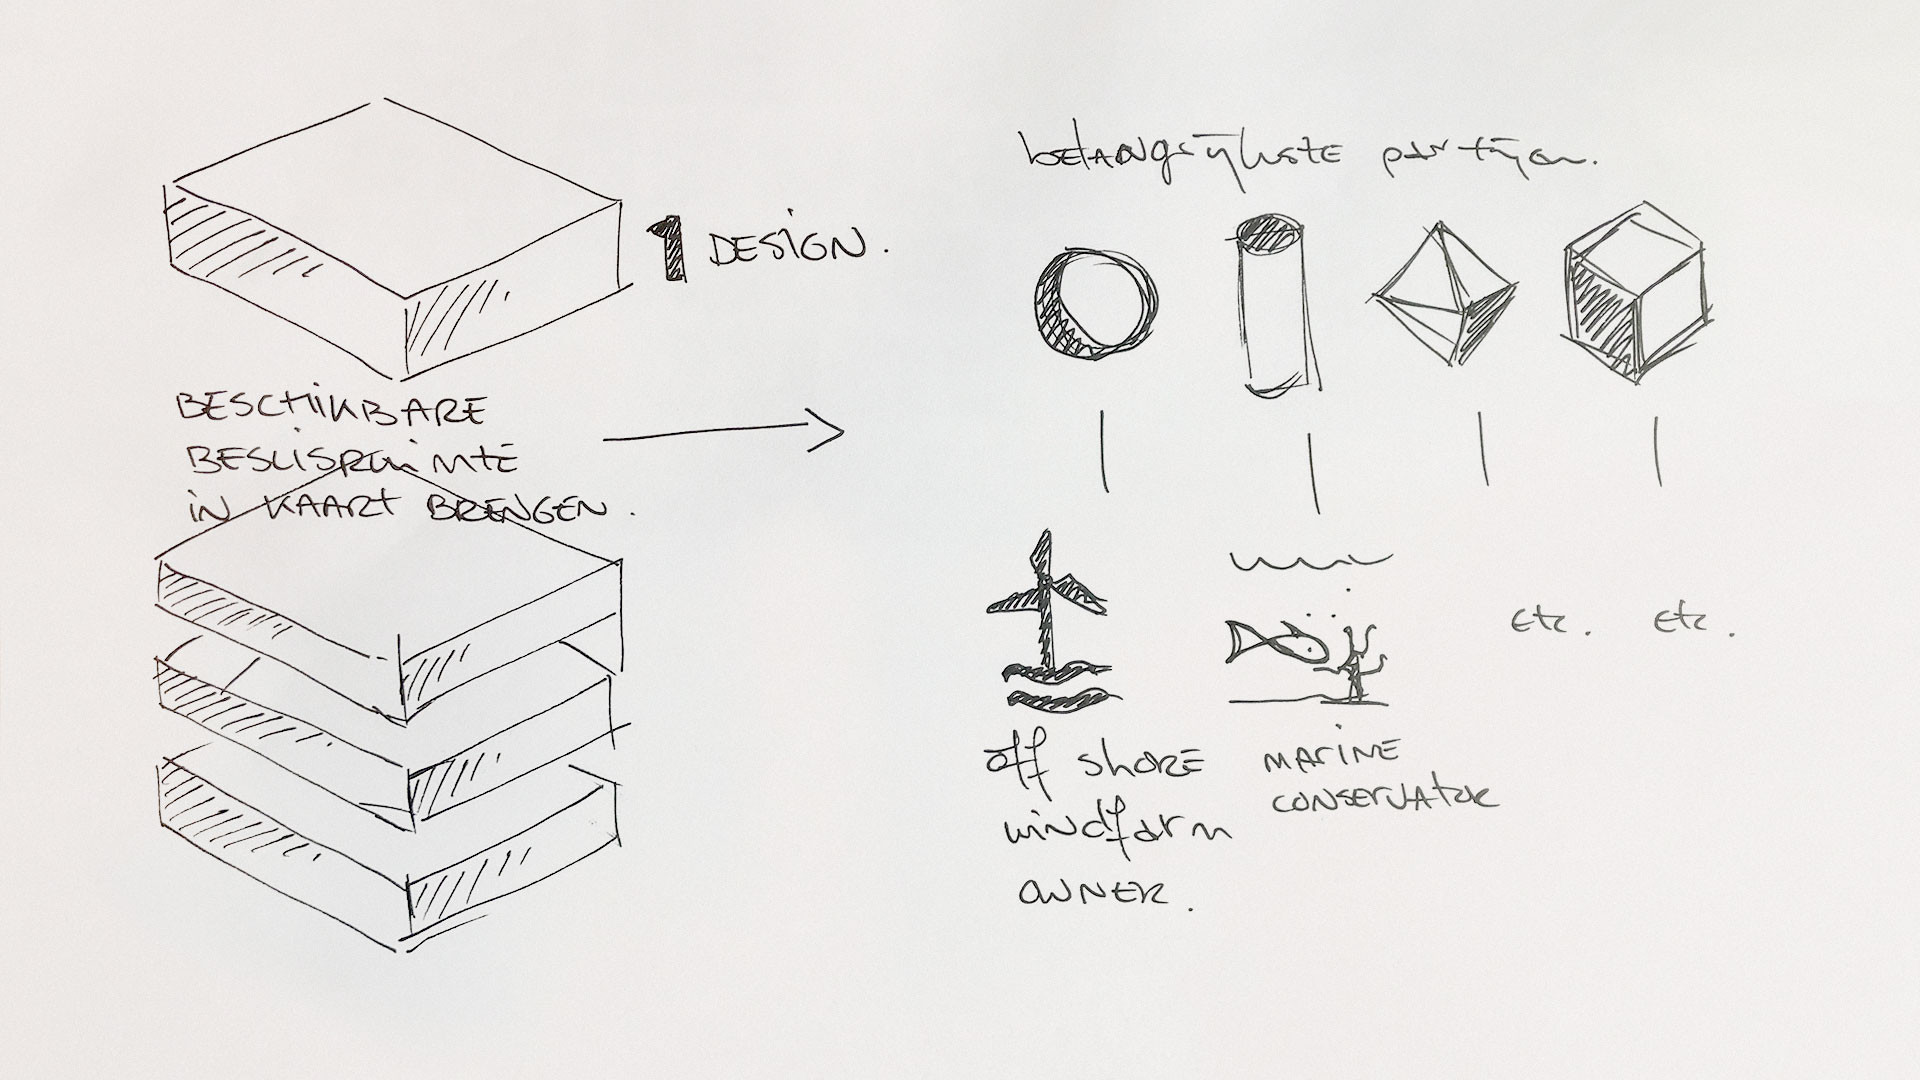 1 DESIGN.
BESCHIKBARE
BESLISRUIMTE
IN KAART BRENGEN.
belangrijkste partijen.
etc. etc.
off shore
windfarm
OWNER.
MARINE
CONSERVATOR